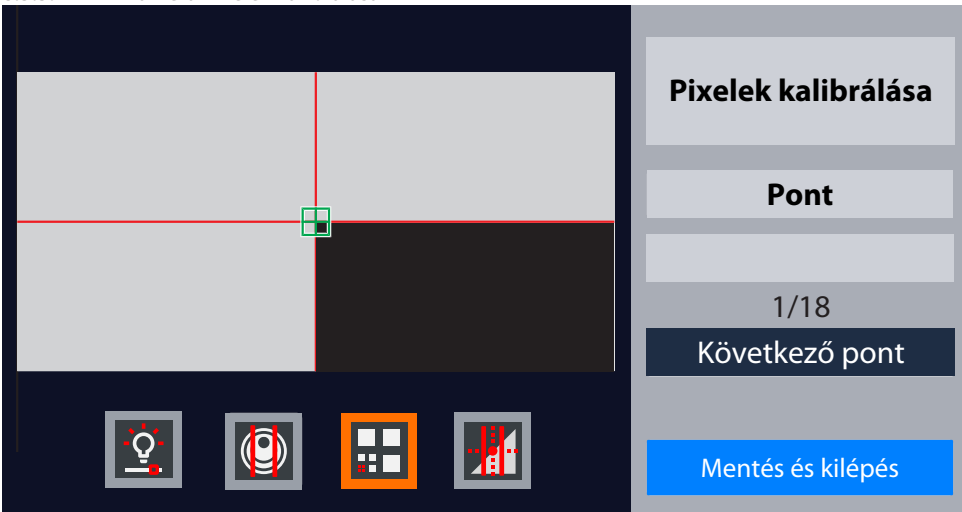 Pixelek kalibrálása
Pont
1/18
Következő pont
Mentés és kilépés